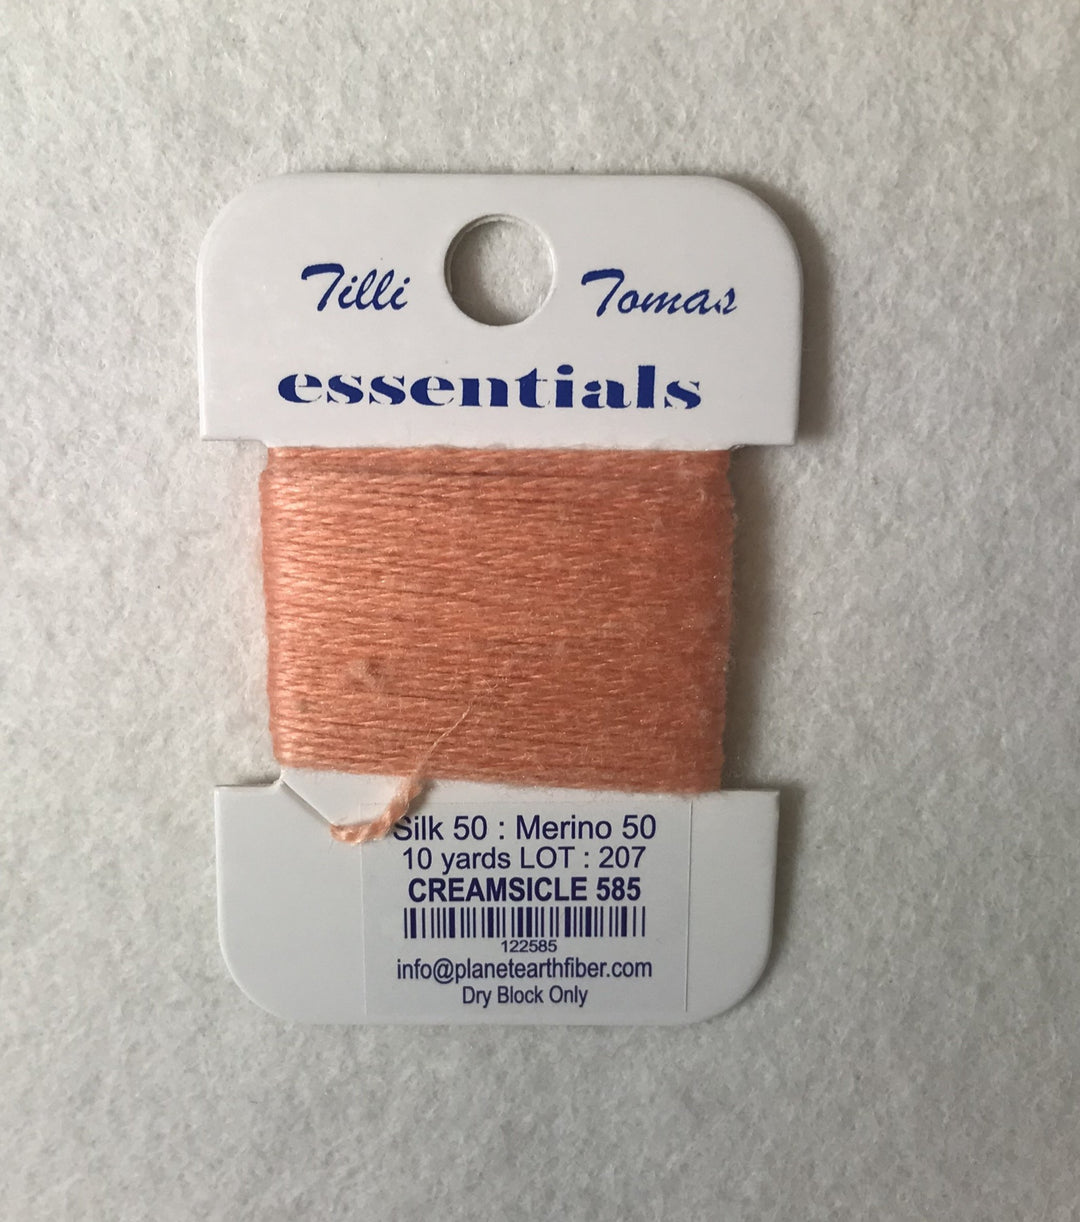 Tilli Tomas
essentials
Silk 50 : Merino 50
10 yards LOT : 207
CREAMSICLE 585
122585
info@planetearthfiber.com
Dry Block Only